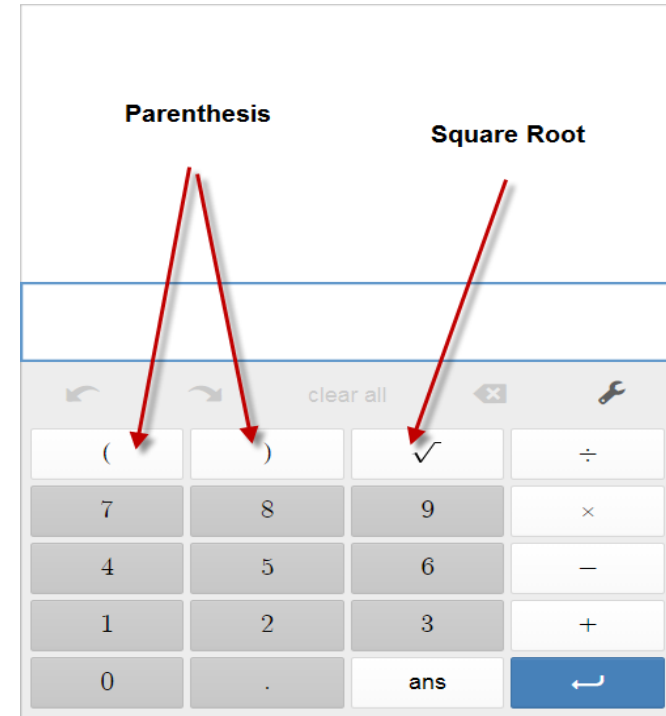 Parenthesis
Square Root
clear all
( ) √ ÷
7 8 9 ×
4 5 6 −
1 2 3 +
0 . ans